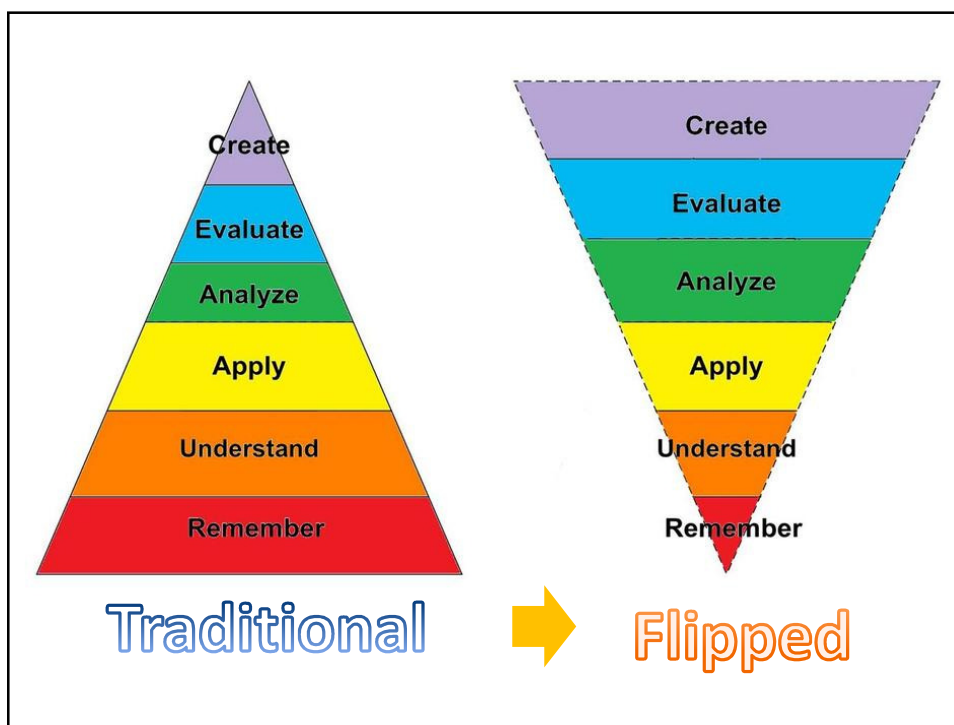 Create
Evaluate
Analyze
Apply
Understand
Remember
Traditional
Create
Evaluate
Analyze
Apply
Understand
Remember
Flipped